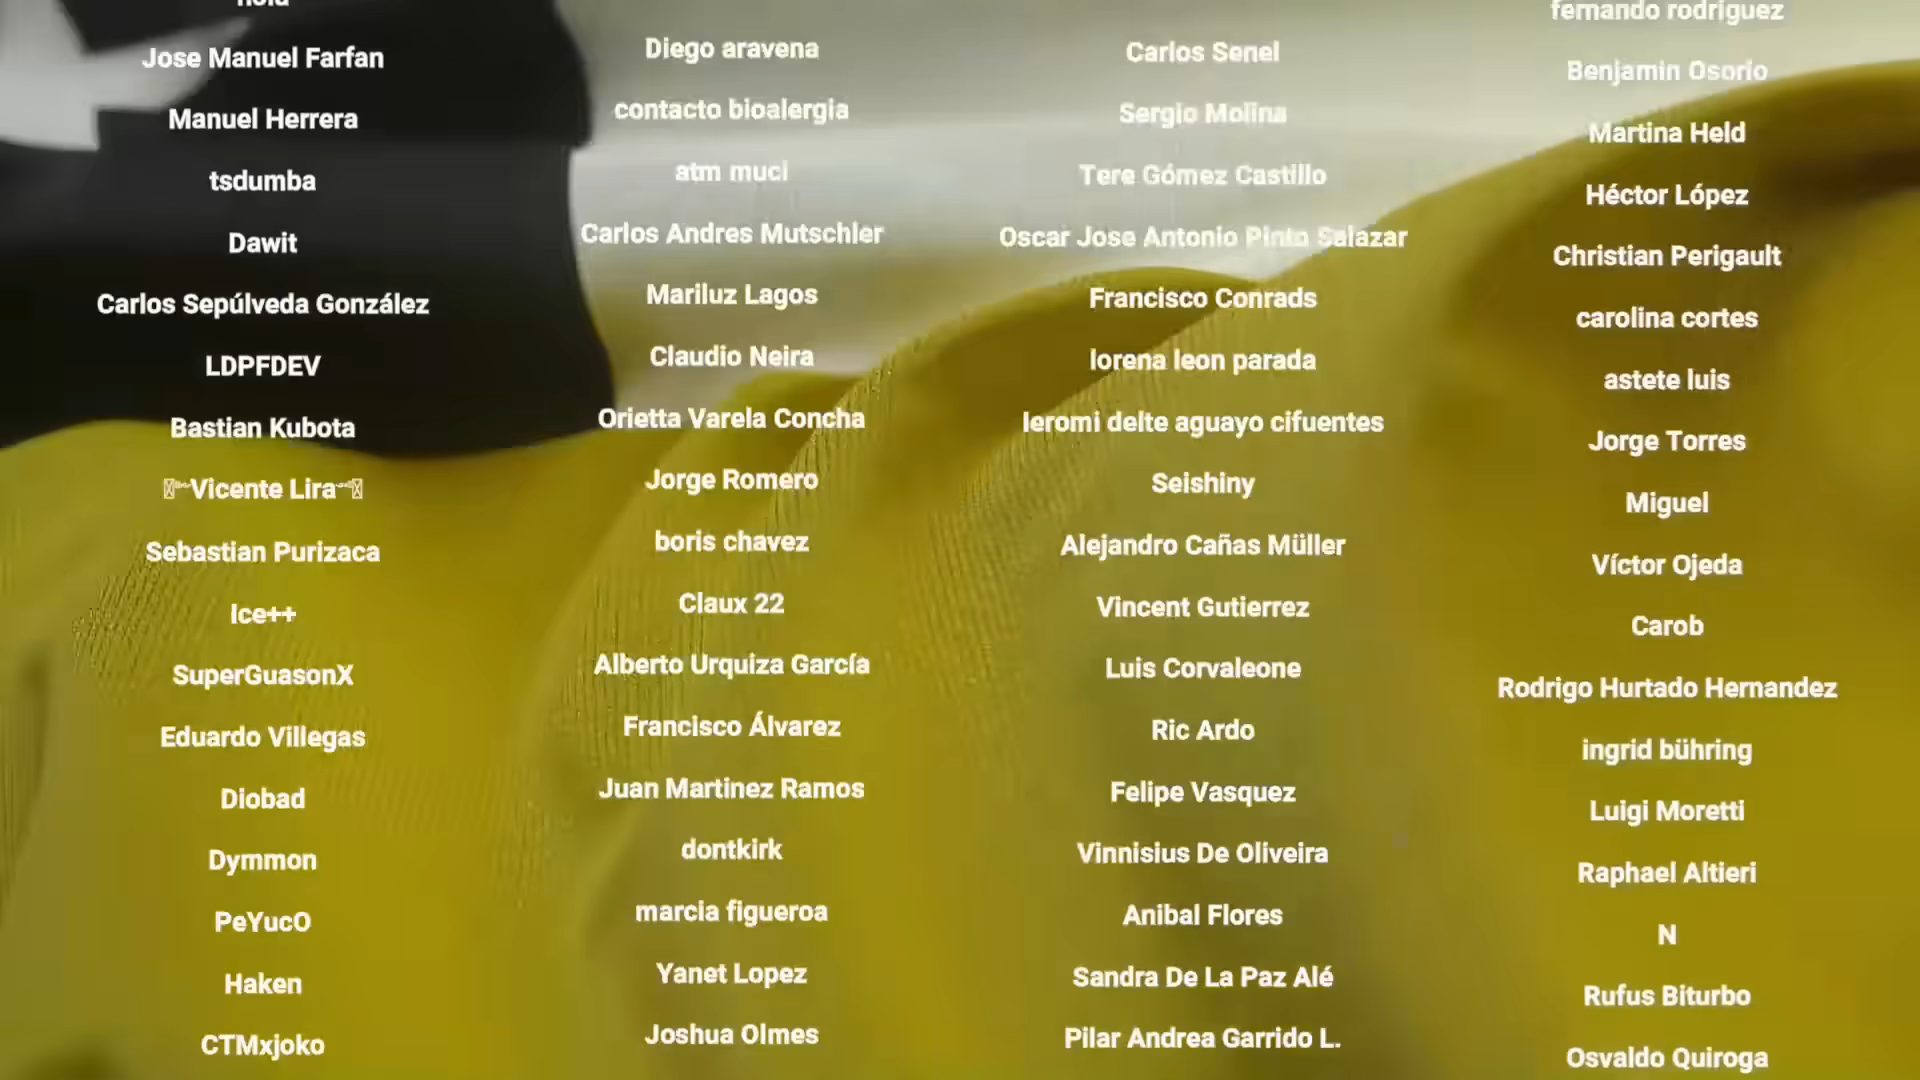 hola
Jose Manuel Farfan
Manuel Herrera
tsdumba
Dawit
Carlos Sepúlveda González
LDPFDEV
Bastian Kubota
Vicente Lira
Sebastian Purizaca
Ice++
SuperGuasonX
Eduardo Villegas
Diobad
Dymmon
PeYucO
Haken
CTMxjoko
Diego aravena
contacto bioalergia
atm muci
Carlos Andres Mutschler
Mariluz Lagos
Claudio Neira
Orietta Varela Concha
Jorge Romero
boris chavez
Claux 22
Alberto Urquiza García
Francisco Álvarez
Juan Martinez Ramos
dontkirk
marcia figueroa
Yanet Lopez
Joshua Olmes
Carlos Senel
Sergio Molina
Tere Gómez Castillo
Oscar Jose Antonio Pinto Salazar
Francisco Conrads
lorena leon parada
Ieromi delte aguayo cifuentes
Seishiny
Alejandro Cañas Müller
Vincent Gutierrez
Luis Corvaleone
Ric Ardo
Felipe Vasquez
Vinnisius De Oliveira
Anibal Flores
Sandra De La Paz Alé
Pilar Andrea Garrido L.
fernando rodriguez
Benjamin Osorio
Martina Held
Héctor López
Christian Perigault
carolina cortes
astete luis
Jorge Torres
Miguel
Víctor Ojeda
Carob
Rodrigo Hurtado Hernandez
ingrid bühring
Luigi Moretti
Raphael Altieri
N
Rufus Biturbo
Osvaldo Quiroga